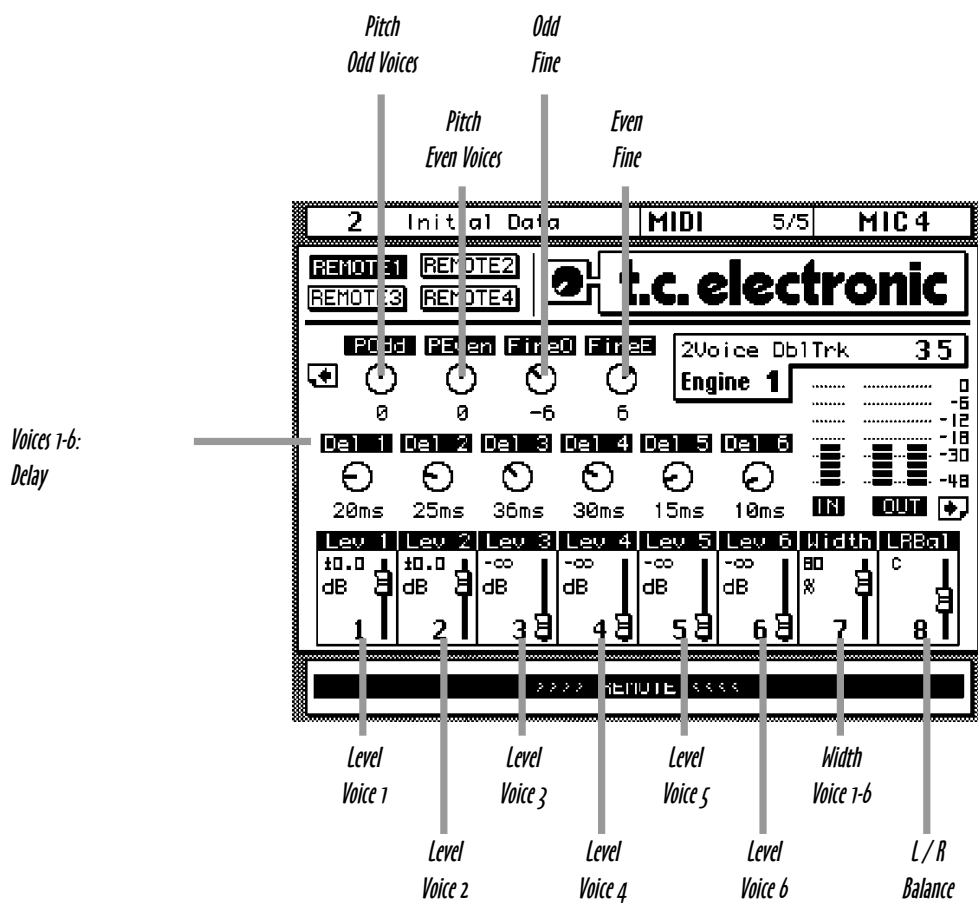 Pitch
Odd Voices
Odd
Fine
Pitch
Even Voices
Even
Fine
2 Initial Data MIDI 5/5 MIC 4
REMOTE1 REMOTE2
REMOTE3 REMOTE4
t.c. electronic
POdd PEven FineO FineE
2Voice DblTrk 35
Engine 1
0 0 -6 6
0
-6
-12
-18
-30
-48
IN OUT
Voices 1-6:
Delay
Del 1 Del 2 Del 3 Del 4 Del 5 Del 6
20ms 25ms 36ms 30ms 15ms 10ms
Lev 1 Lev 2 Lev 3 Lev 4 Lev 5 Lev 6 Width LRBal
±0.0 ±0.0 -∞ -∞ -∞ -∞ 80 C
dB dB dB dB dB dB %
1 2 3 4 5 6 7 8
>>>> REMOTE <<<<
Level
Voice 1
Level
Voice 3
Level
Voice 5
Width
Voice 1-6
Level
Voice 2
Level
Voice 4
Level
Voice 6
L / R
Balance